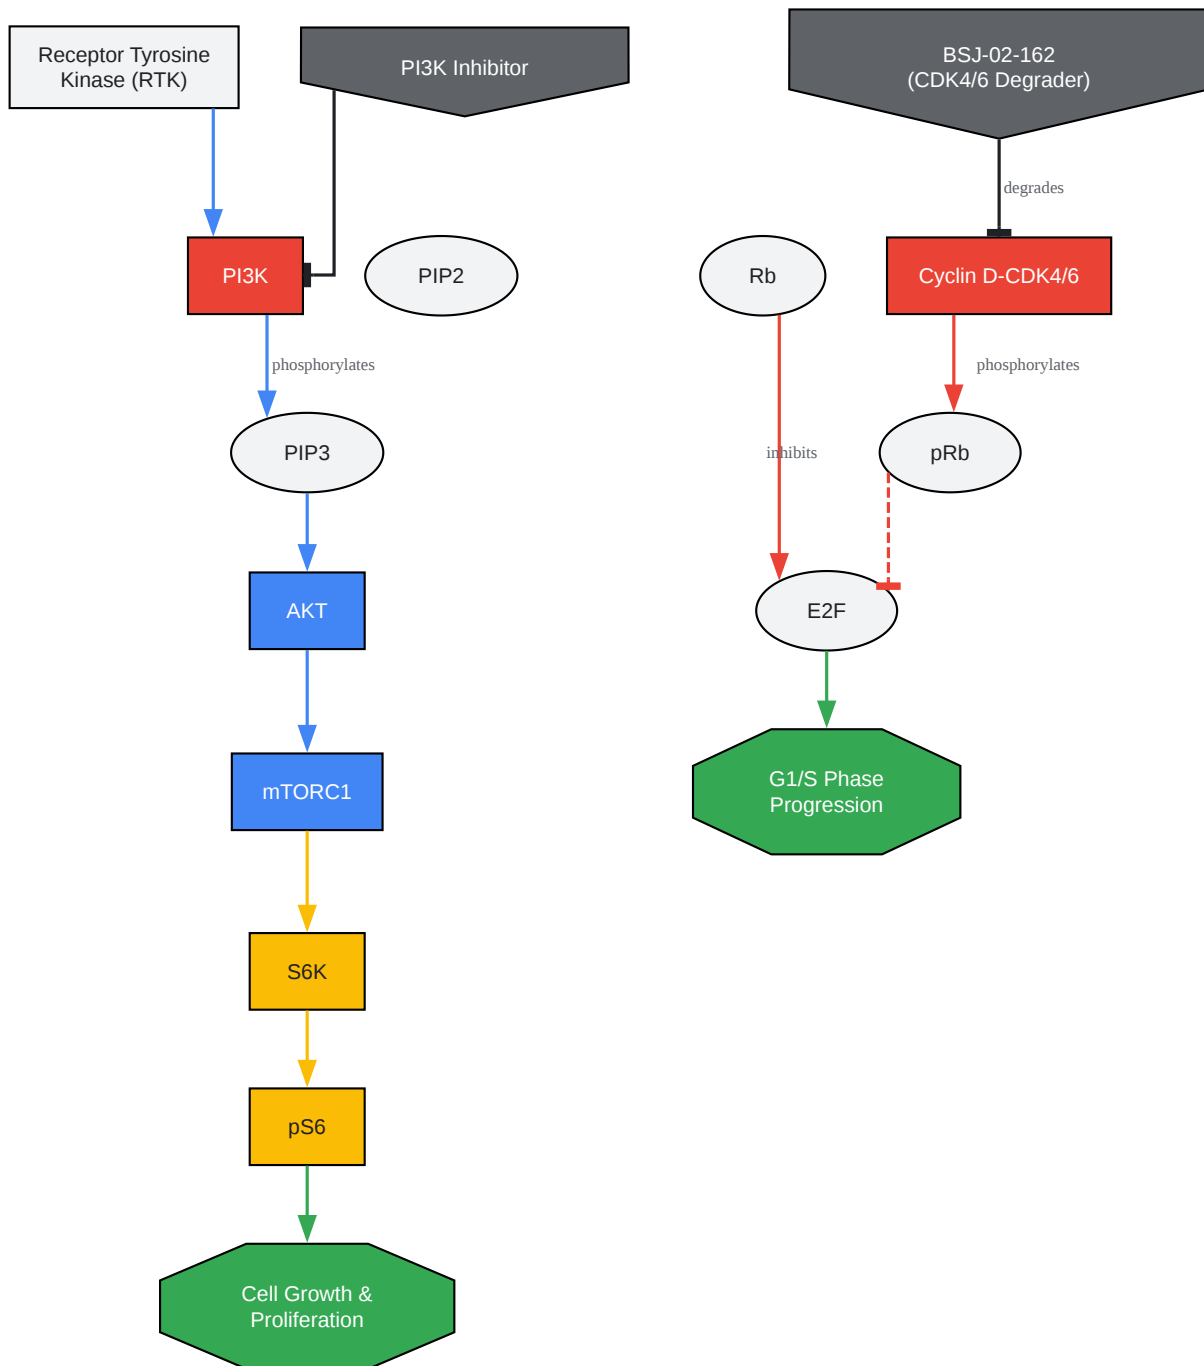 Receptor Tyrosine
Kinase (RTK)
PI3K Inhibitor
BSJ-02-162
(CDK4/6 Degrader)
degrades
PI3K
PIP2
Rb
Cyclin D-CDK4/6
phosphorylates
phosphorylates
PIP3
inhibits
pRb
AKT
E2F
mTORC1
G1/S Phase
Progression
S6K
pS6
Cell Growth &
Proliferation